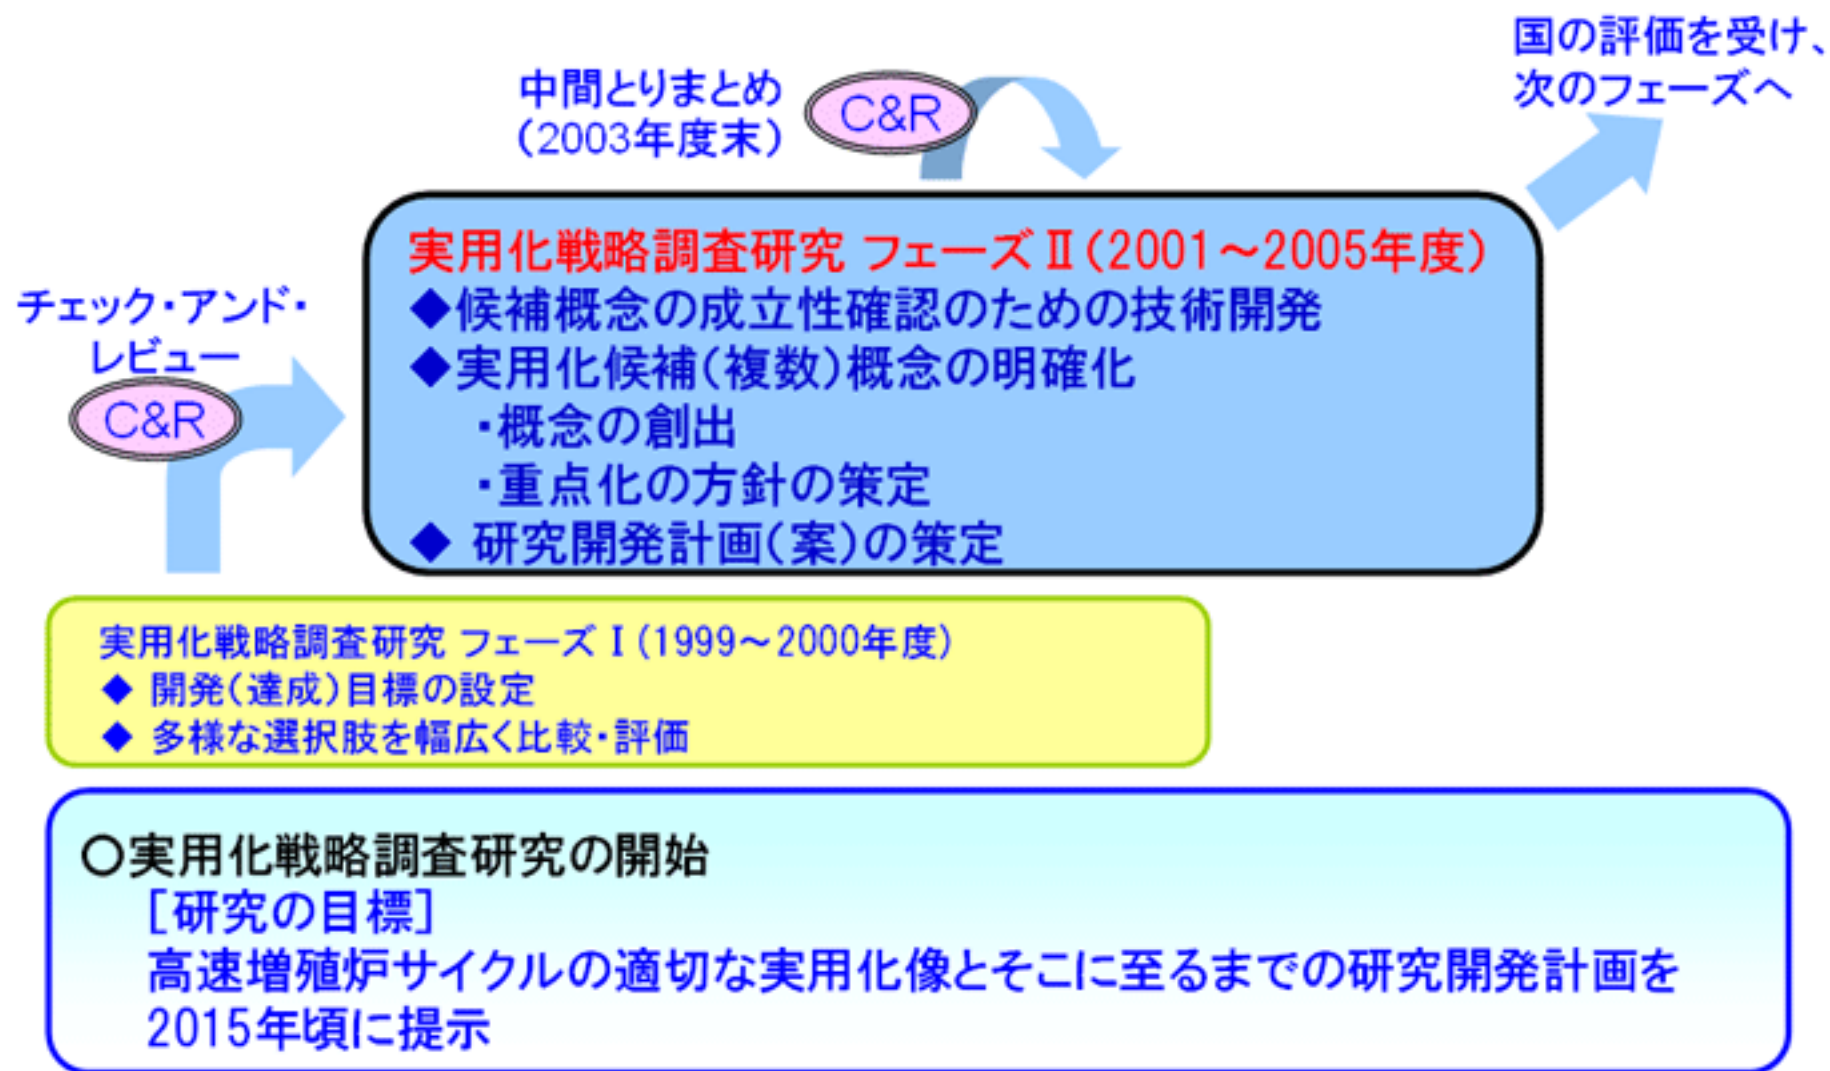 国の評価を受け、
次のフェーズへ
中間とりまとめ
(2003年度末)
C&R
実用化戦略調査研究 フェーズⅡ(2001~2005年度)
◆候補概念の成立性確認のための技術開発
◆実用化候補(複数)概念の明確化
・概念の創出
・重点化の方針の策定
◆ 研究開発計画(案)の策定
チェック・アンド・
レビュー
C&R
実用化戦略調査研究 フェーズⅠ(1999~2000年度)
◆ 開発(達成)目標の設定
◆ 多様な選択肢を幅広く比較・評価
○実用化戦略調査研究の開始
[研究の目標]
高速増殖炉サイクルの適切な実用化像とそこに至るまでの研究開発計画を
2015年頃に提示